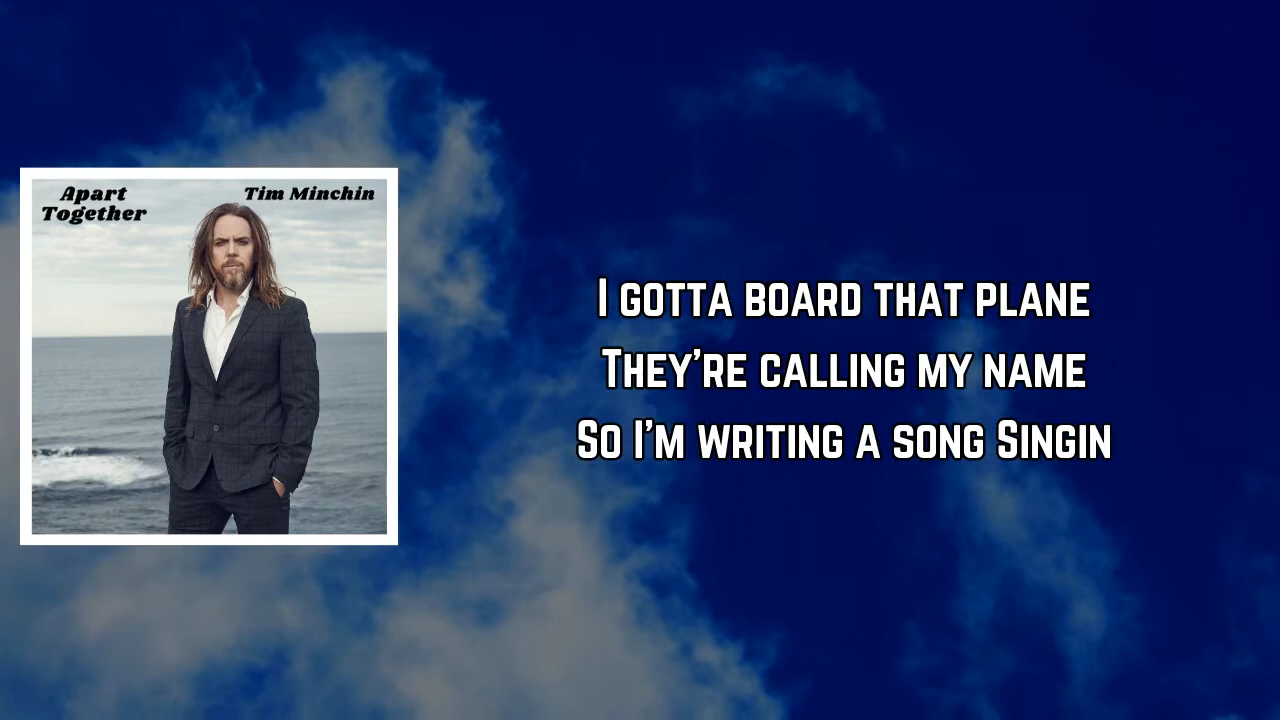 Apart
Together
Tim Minchin
I GOTTA BOARD THAT PLANE
THEY'RE CALLING MY NAME
SO I'M WRITING A SONG SINGIN